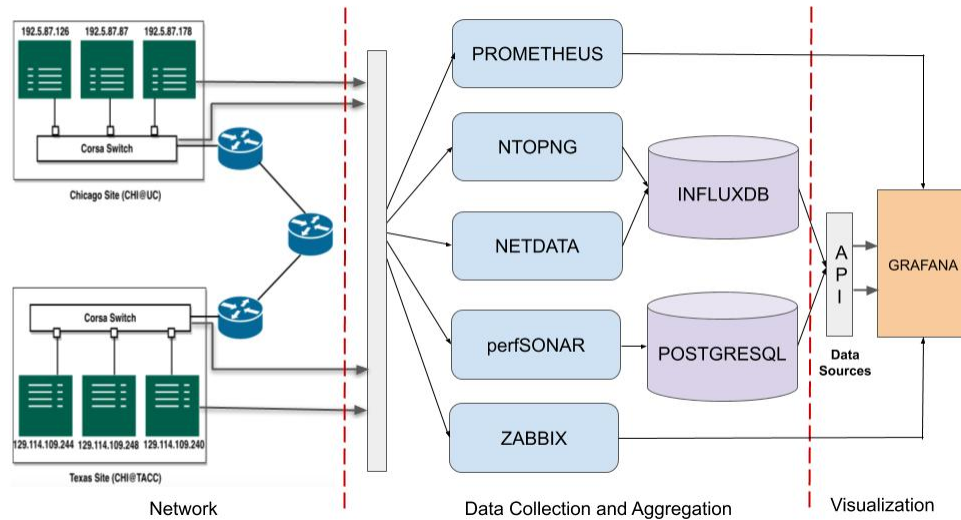 192.5.87.126 192.5.87.87 192.5.87.178
Corsa Switch
Chicago Site (CHI@UC)
Corsa Switch
129.114.109.244 129.114.109.248 129.114.109.240
Texas Site (CHI@TACC)
Network
PROMETHEUS
NTOPNG
NETDATA
perfSONAR
ZABBIX
INFLUXDB
POSTGRESQL
Data Collection and Aggregation
A
P
I
Data
Sources
GRAFANA
Visualization